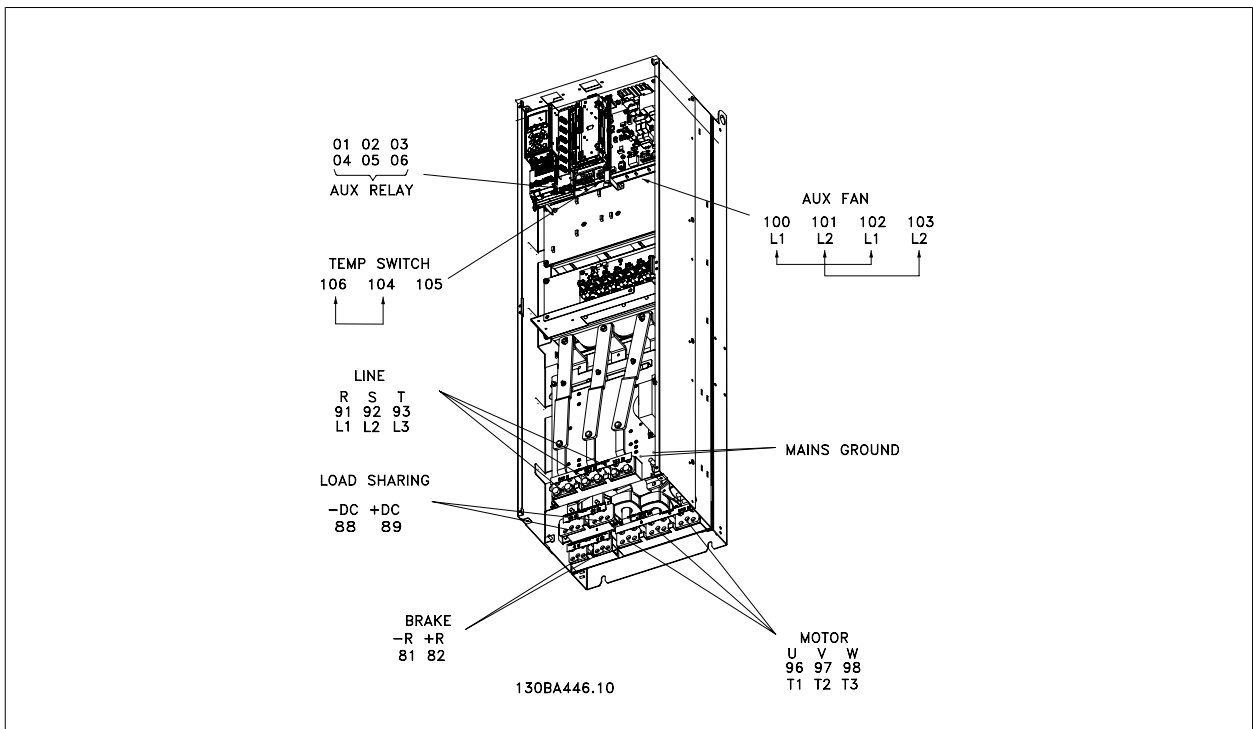 01 02 03
04 05 06
AUX RELAY
AUX FAN
100 101 102 103
L1 L2 L1 L2
TEMP SWITCH
106 104 105
LINE
R S T
91 92 93
L1 L2 L3
MAINS GROUND
LOAD SHARING
-DC +DC
88 89
BRAKE
-R +R
81 82
MOTOR
U V W
96 97 98
T1 T2 T3
130BA446.10